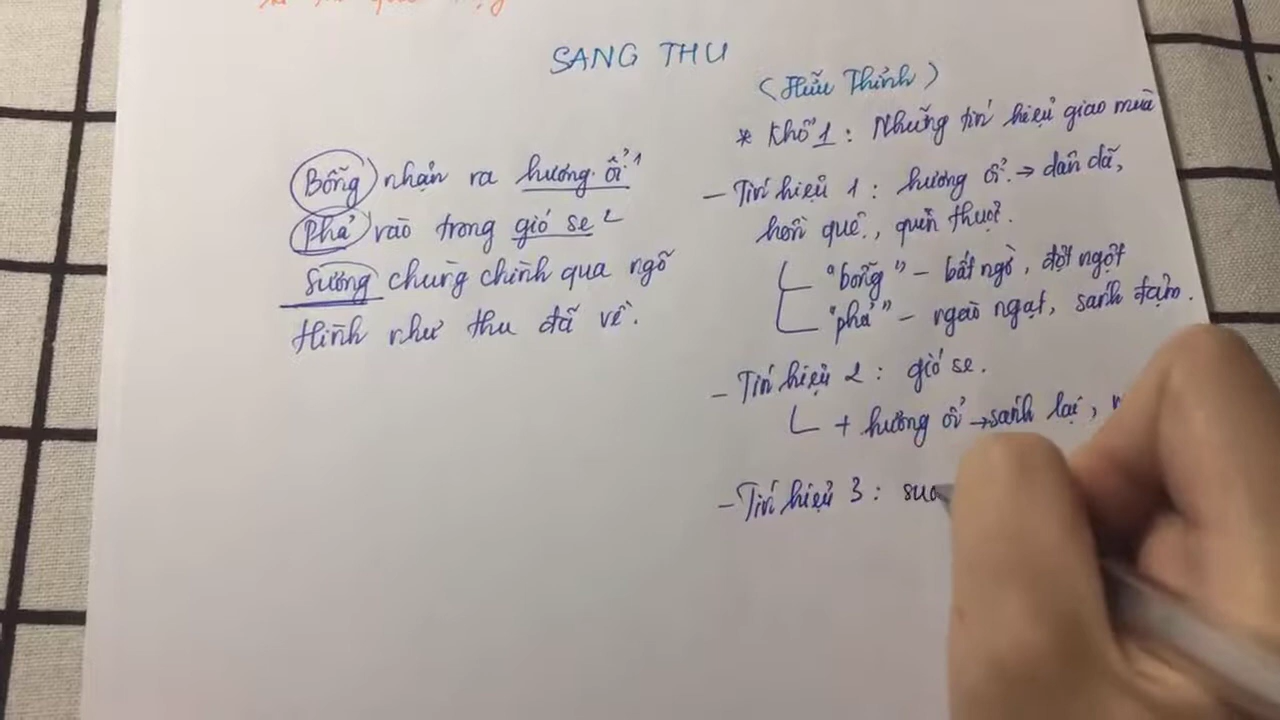 SANG THU
(Hữu Thỉnh)
Bỗng nhận ra hương ổi 1
Phả vào trong gió se 2
Sương chùng chình qua ngõ
Hình như thu đã về.
* Khổ 1 : Những tín hiệu giao mùa
- Tín hiệu 1 : hương ổi → dân dã,
hồn quê, quen thuộc.
"bỗng" - bất ngờ, đột ngột
"phả" - ngào ngạt, sánh đậm.
- Tín hiệu 2 : gió se.
+ hương ổi → sánh lại,
- Tín hiệu 3 :